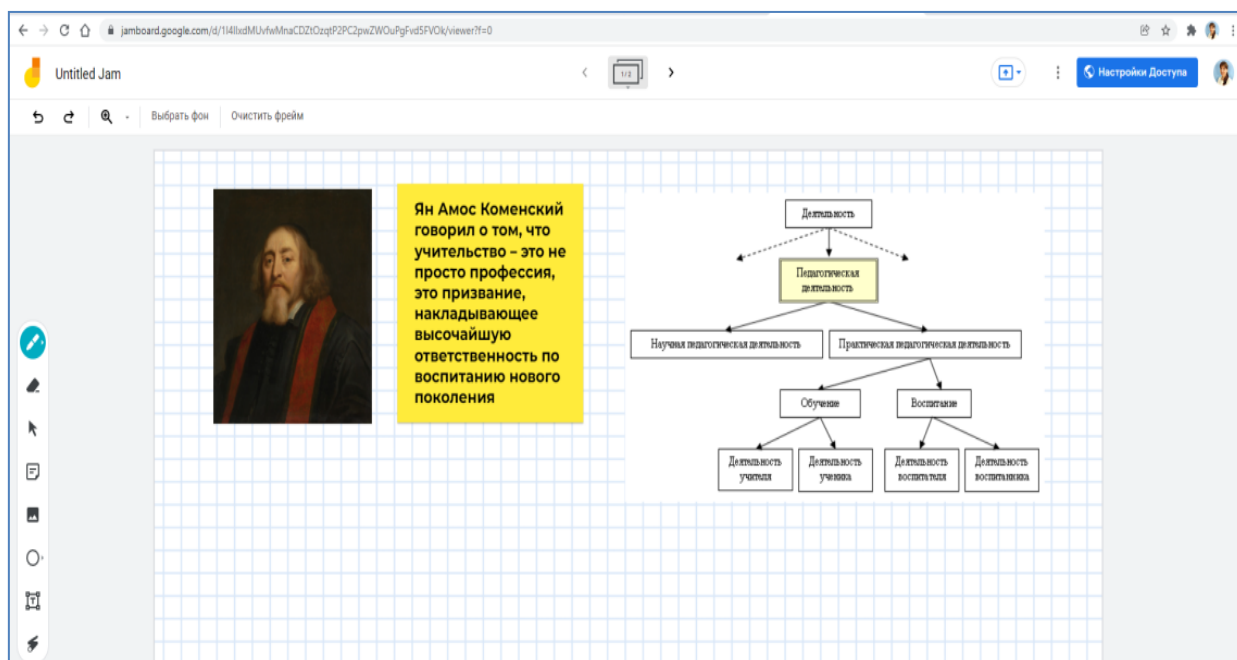 jamboard.google.com/d/1I4IlxdMUvfwMnaCDZtOzqtP2PC2pwZWOuPgFvd5FVOk/viewer?f=0
Untitled Jam
1/2
Настройки Доступа
Выбрать фон
Очистить фрейм
Ян Амос Коменский
говорил о том, что
учительство – это не
просто профессия,
это призвание,
накладывающее
высочайшую
ответственность по
воспитанию нового
поколения
Деятельность
Педагогическая
деятельность
Научная педагогическая деятельность
Практическая педагогическая деятельность
Обучение
Воспитание
Деятельность
учителя
Деятельность
ученика
Деятельность
воспитателя
Деятельность
воспитанника